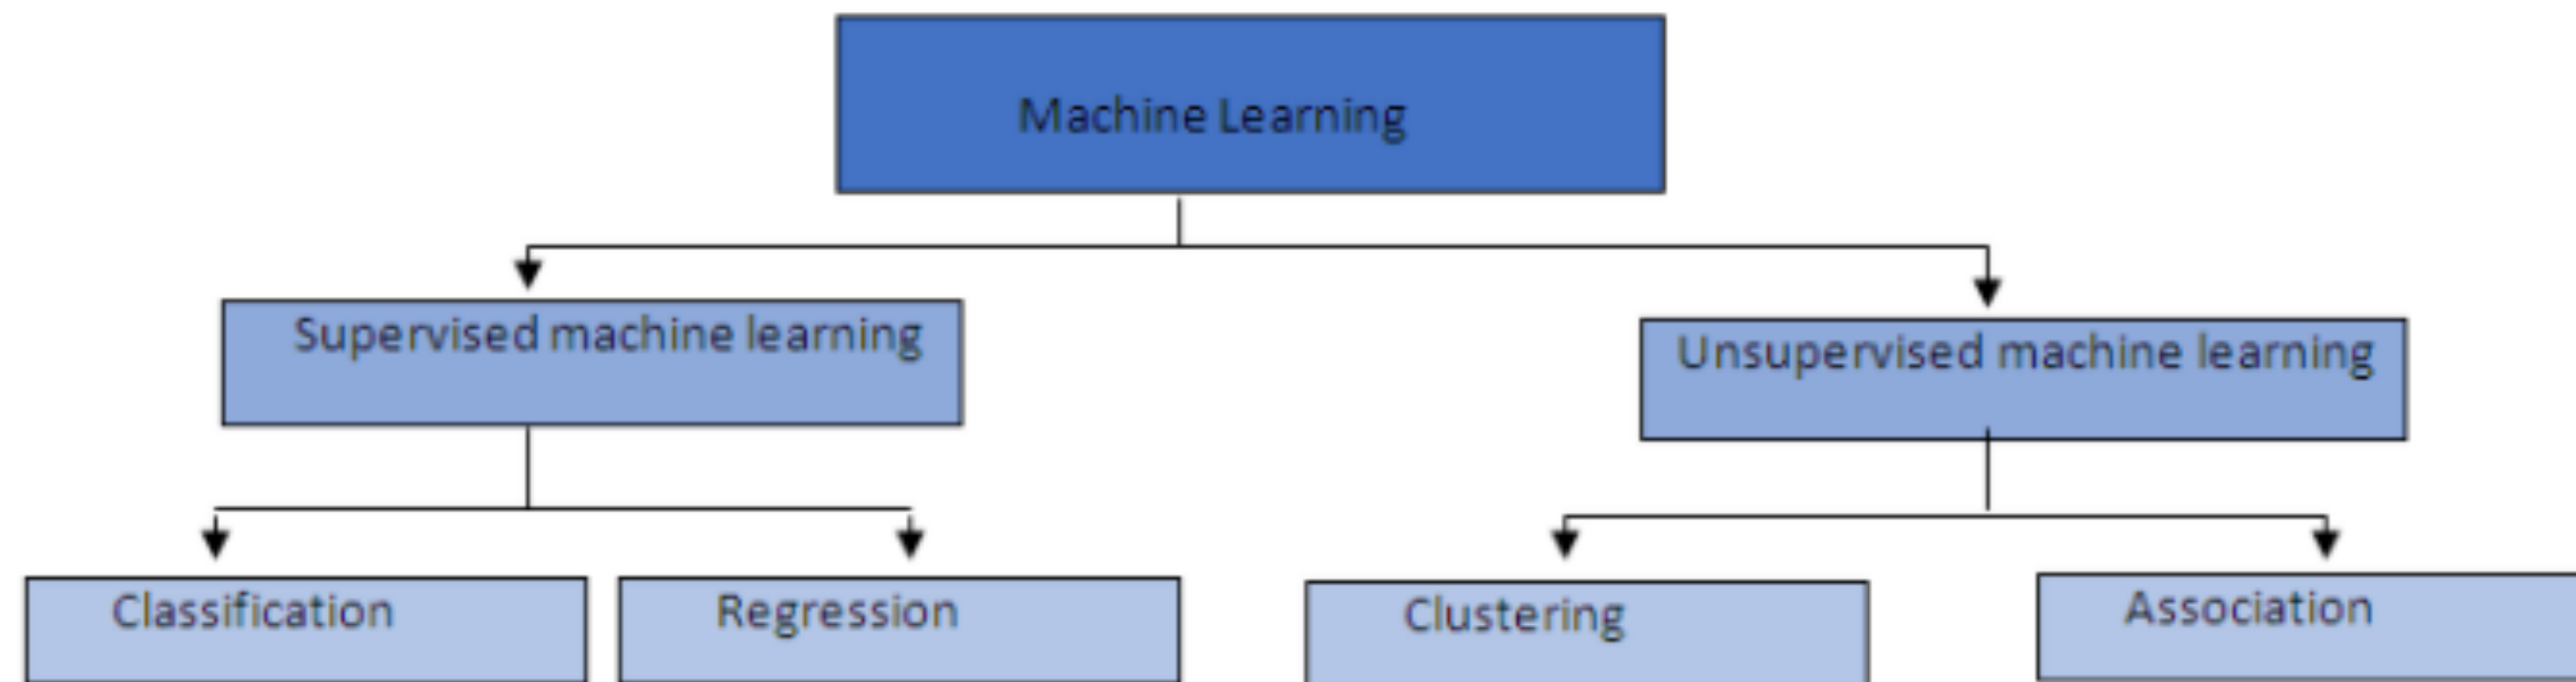 Machine Learning
Supervised machine learning
Unsupervised machine learning
Classification
Regression
Clustering
Association